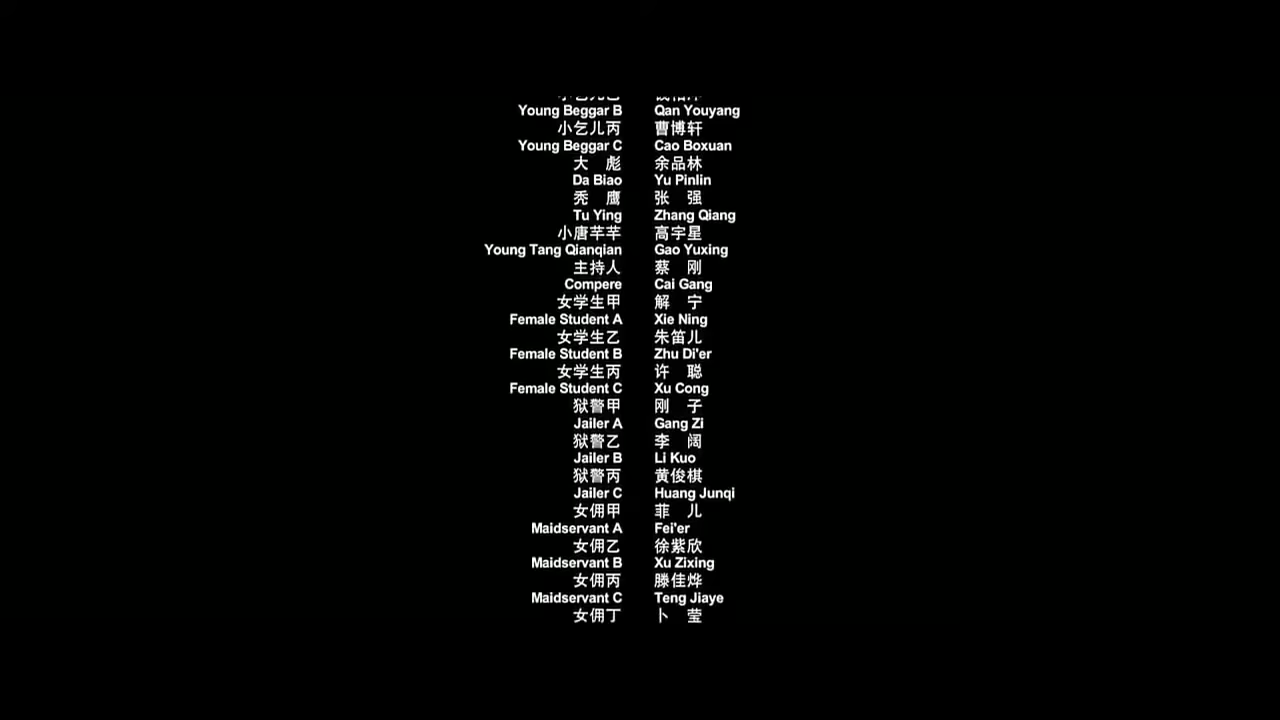 Young Beggar B Qan Youyang
小乞儿丙 曹博轩
Young Beggar C Cao Boxuan
大 彪 余品林
Da Biao Yu Pinlin
秃 鹰 张 强
Tu Ying Zhang Qiang
小唐芊芊 高宇星
Young Tang Qianqian Gao Yuxing
主持人 蔡 刚
Compere Cai Gang
女学生甲 解 宁
Female Student A Xie Ning
女学生乙 朱笛儿
Female Student B Zhu Di'er
女学生丙 许 聪
Female Student C Xu Cong
狱警甲 刚 子
Jailer A Gang Zi
狱警乙 李 阔
Jailer B Li Kuo
狱警丙 黄俊棋
Jailer C Huang Junqi
女佣甲 菲 儿
Maidservant A Fei'er
女佣乙 徐紫欣
Maidservant B Xu Zixing
女佣丙 滕佳烨
Maidservant C Teng Jiaye
女佣丁 卜 莹